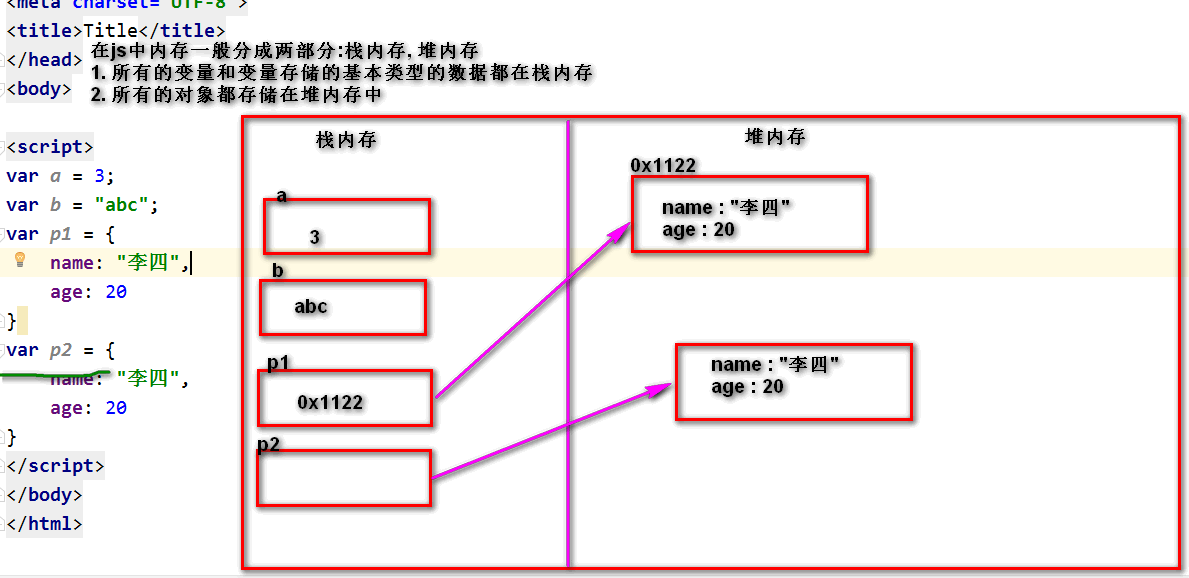 <meta charset="UTF-8">
<title>Title</title>
</head>
<body>
在js中内存一般分成两部分:栈内存,堆内存
1.所有的变量和变量存储的基本类型的数据都在栈内存
2.所有的对象都存储在堆内存中
<script>
var a = 3;
var b = "abc";
var p1 = {
name: "李四",
age: 20
}
var p2 = {
name: "李四",
age: 20
}
</script>
</body>
</html>
栈内存
a
3
b
abc
p1
0x1122
p2
堆内存
0x1122
name : "李四"
age : 20
name : "李四"
age : 20